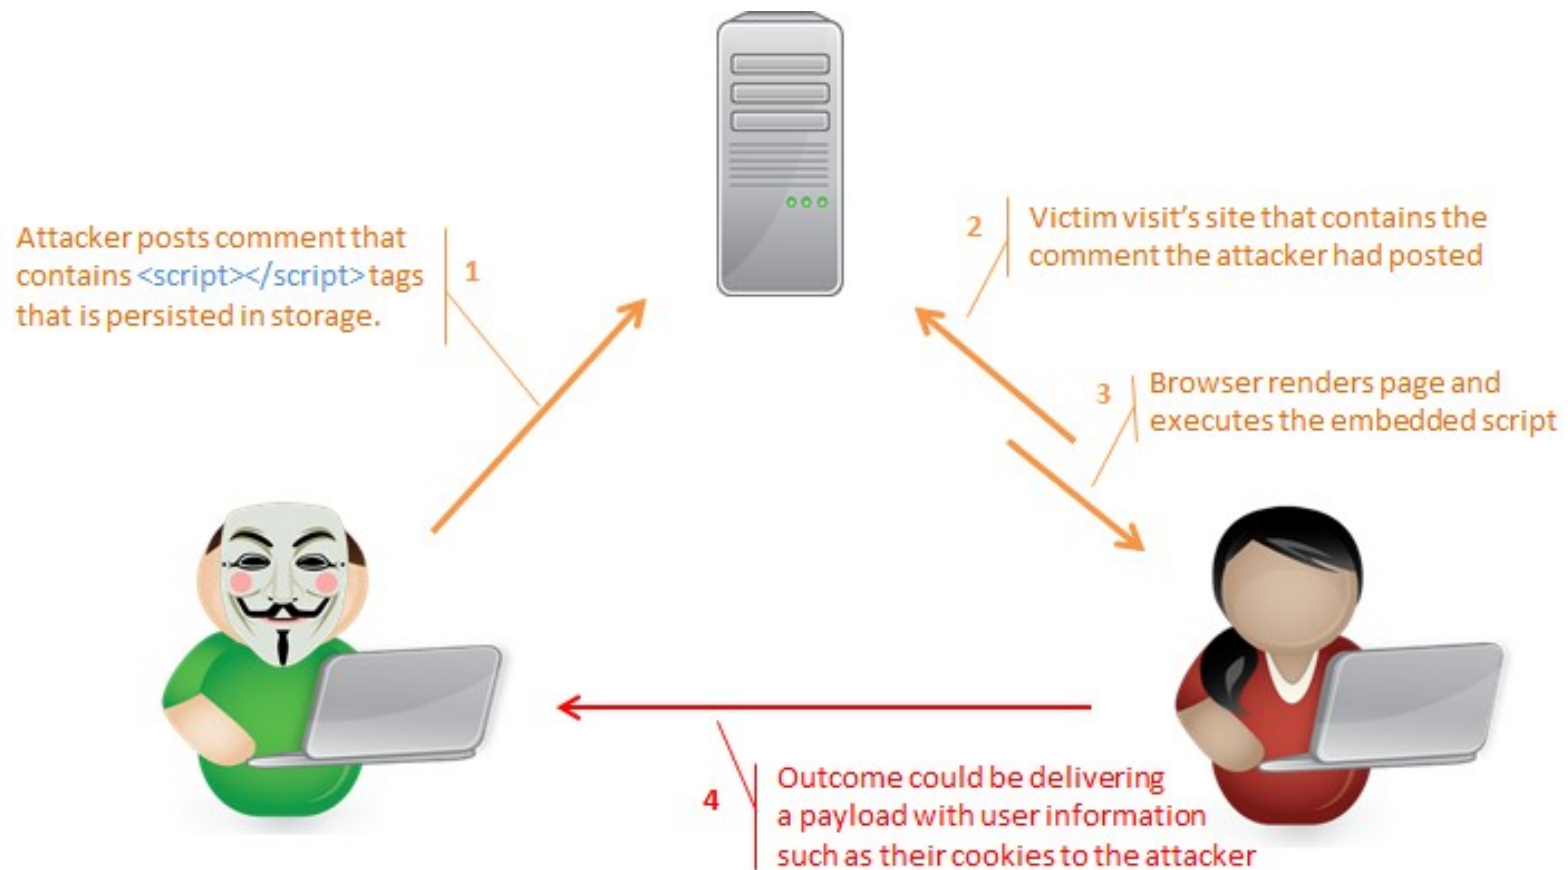 Attacker posts comment that
contains <script></script> tags
that is persisted in storage.
1
2
Victim visit's site that contains the
comment the attacker had posted
3
Browser renders page and
executes the embedded script
4
Outcome could be delivering
a payload with user information
such as their cookies to the attacker